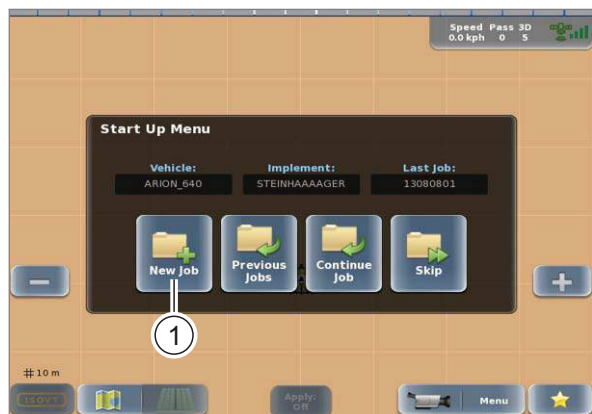 Speed Pass 3D
0.0 kph 0 5
Start Up Menu
Vehicle: Implement: Last Job:
ARION_640 STEINHAAAAGER 13080801
New Job
Previous
Jobs
Continue
Job
Skip
1
10 m
ISOVT
Apply:
Off
Menu